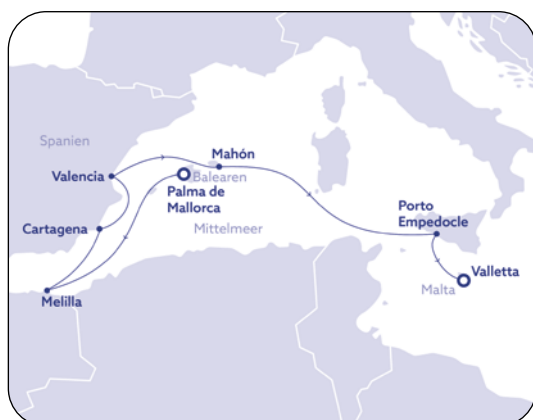 Spanien
Mahón
Valencia
Balearen
Palma de
Mallorca
Cartagena
Mittelmeer
Porto
Empedocle
Valletta
Malta
Melilla